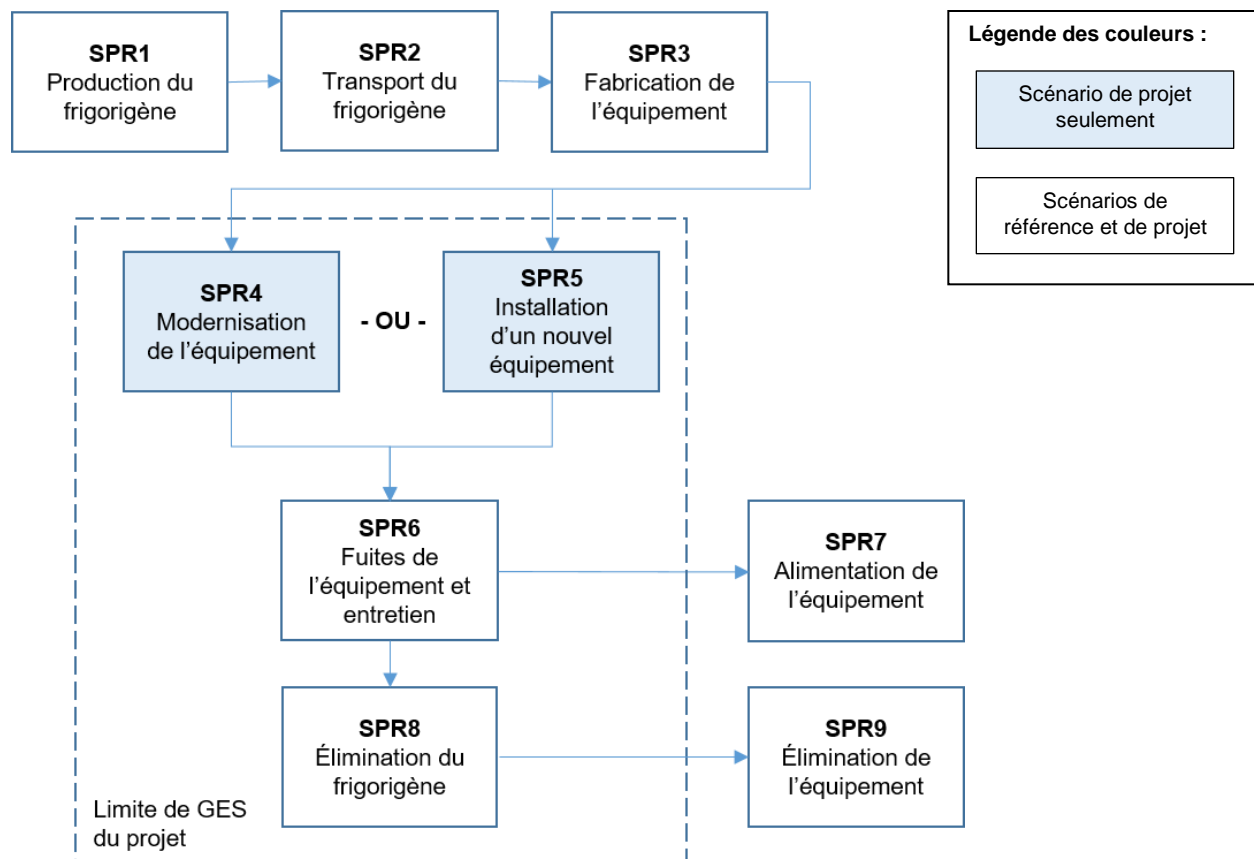 SPR1
Production du
frigorigène
SPR2
Transport du
frigorigène
SPR3
Fabrication de
l’équipement
Légende des couleurs :
Scénario de projet
seulement
Scénarios de
référence et de projet
SPR4
Modernisation
de l’équipement
- OU -
SPR5
Installation
d’un nouvel
équipement
SPR6
Fuites de
l’équipement et
entretien
SPR7
Alimentation de
l’équipement
SPR8
Élimination du
frigorigène
SPR9
Élimination de
l’équipement
Limite de GES
du projet